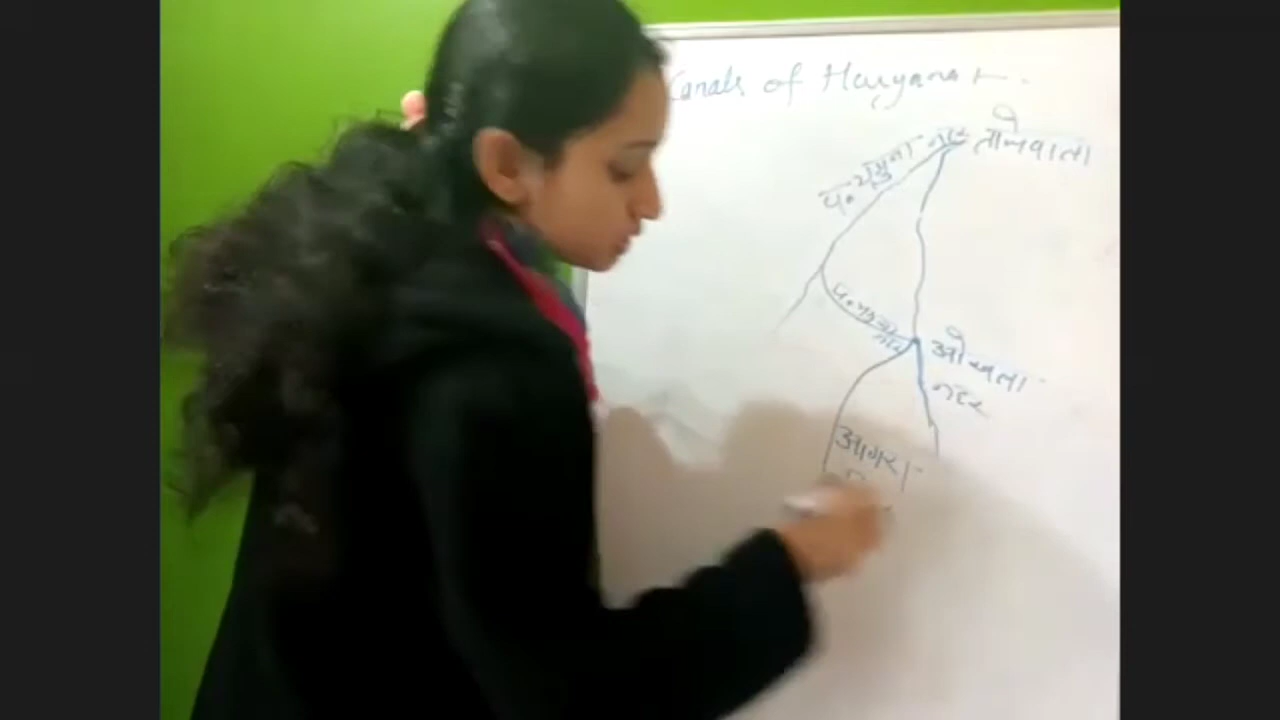 Canals of Haryana :-
ताजेवाला
प० यमुना नहर
प० यमुना
नहर
ओखला
नहर
आगरा